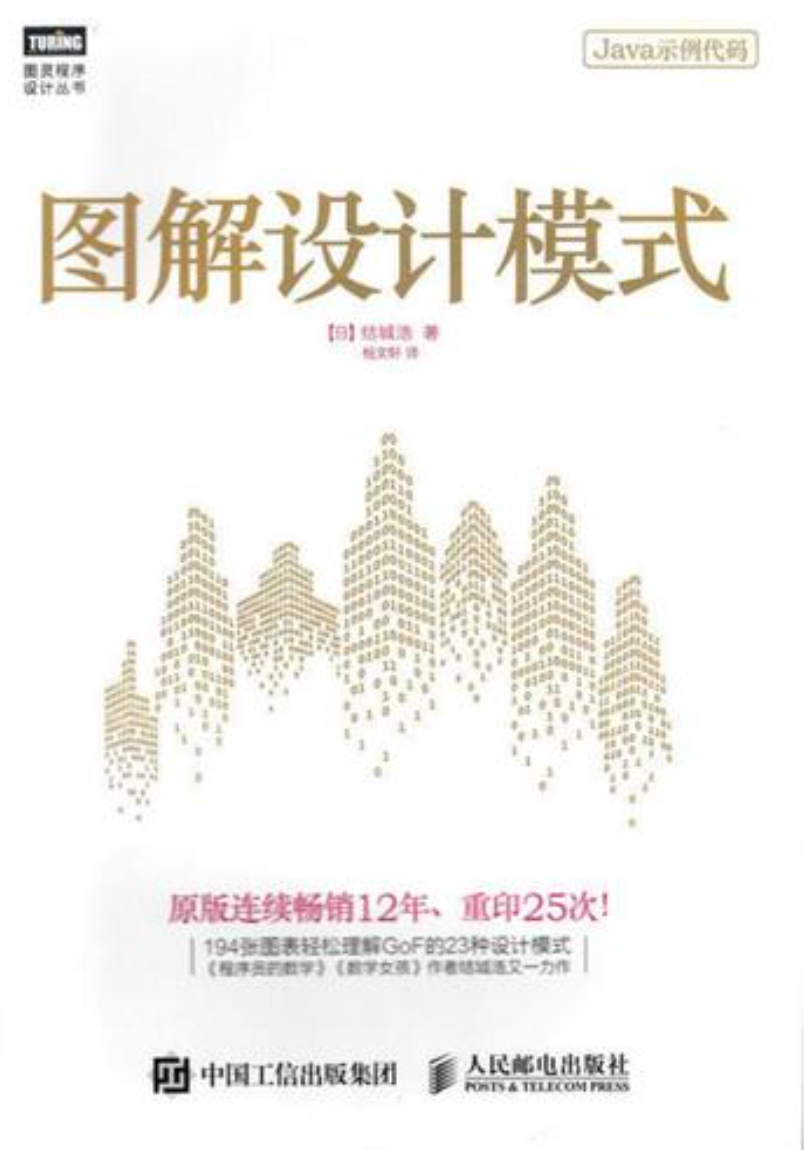 TURING
图灵程序
设计丛书
Java示例代码
图解设计模式
【日】结城浩 著
杨文轩 译
原版连续畅销12年、重印25次!
194张图表轻松理解GoF的23种设计模式
《程序员的数学》《数学女孩》作者结城浩又一力作
中国工信出版集团
人民邮电出版社
POSTS & TELECOM PRESS